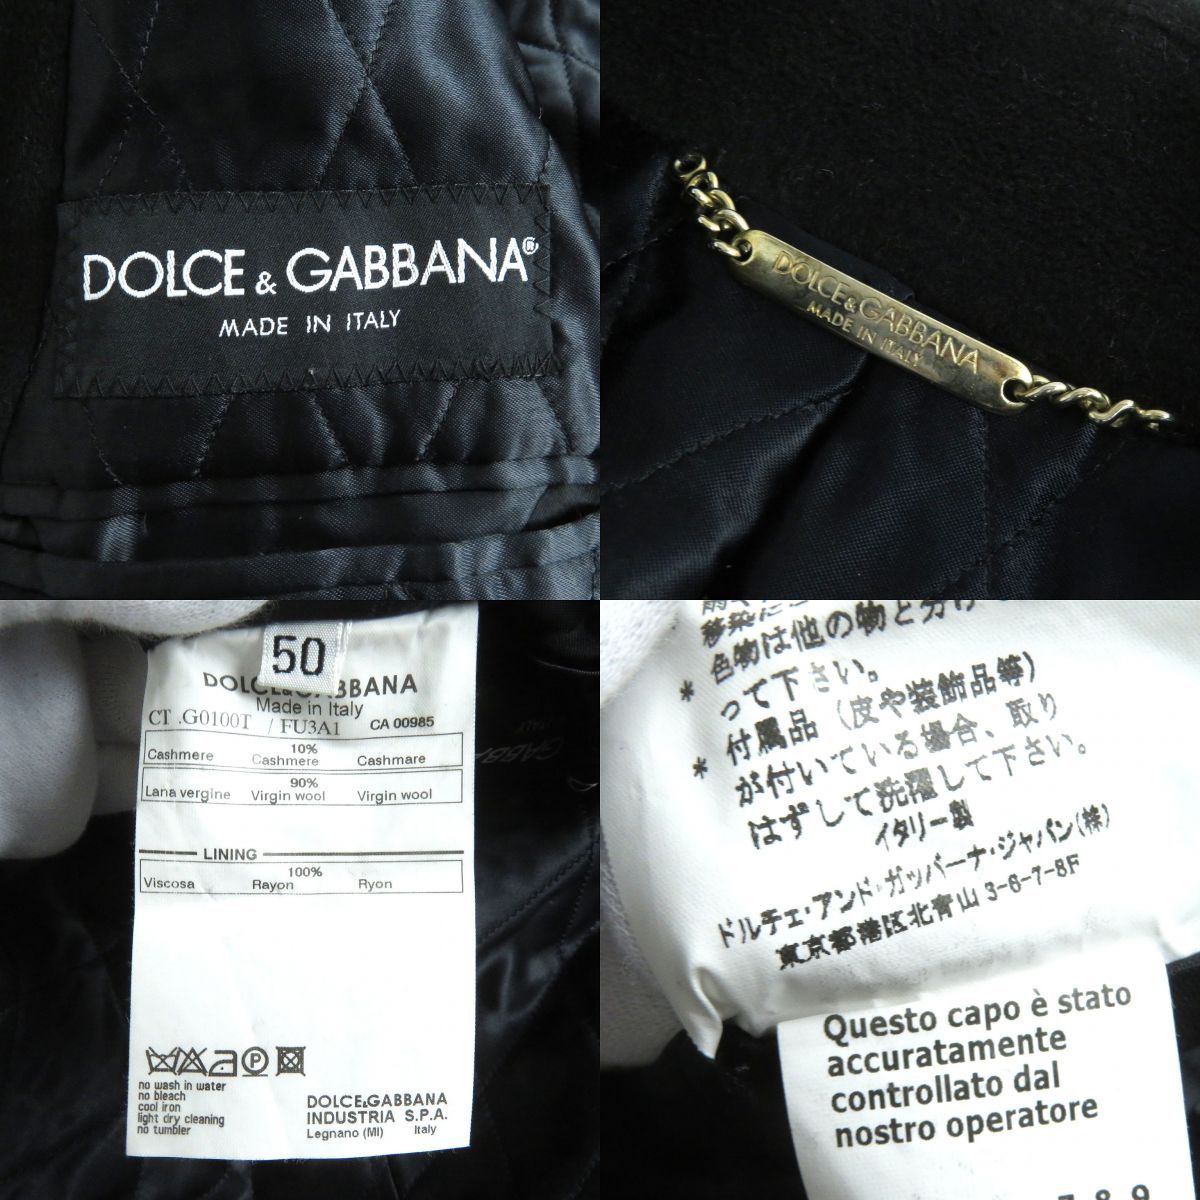 DOLCE & GABBANA®
MADE IN ITALY
DOLCE&GABBANA
MADE IN ITALY
50
DOLCE&GABBANA
Made in Italy
CT .G0100T / FU3A1 CA 00985
10%
Cashmere Cashmere Cashmare
90%
Lana vergine Virgin wool Virgin wool
LINING
100%
Viscosa Rayon Ryon
no wash in water
no bleach
cool iron
light dry cleaning
no tumbler
DOLCE&GABBANA
INDUSTRIA S.P.A.
Legnano (MI) Italy
色物は他の物と分け
って下さい。
* 付属品（皮や装飾品等）
* が付いている場合、取り
はずして洗濯して下さい。
イタリー製
ドルチェ・アンド・ガッバーナ・ジャパン(株)
東京都港区北青山 3-6-7-8F
Questo capo è stato
accuratamente
controllato dal
nostro operatore
7 8 9